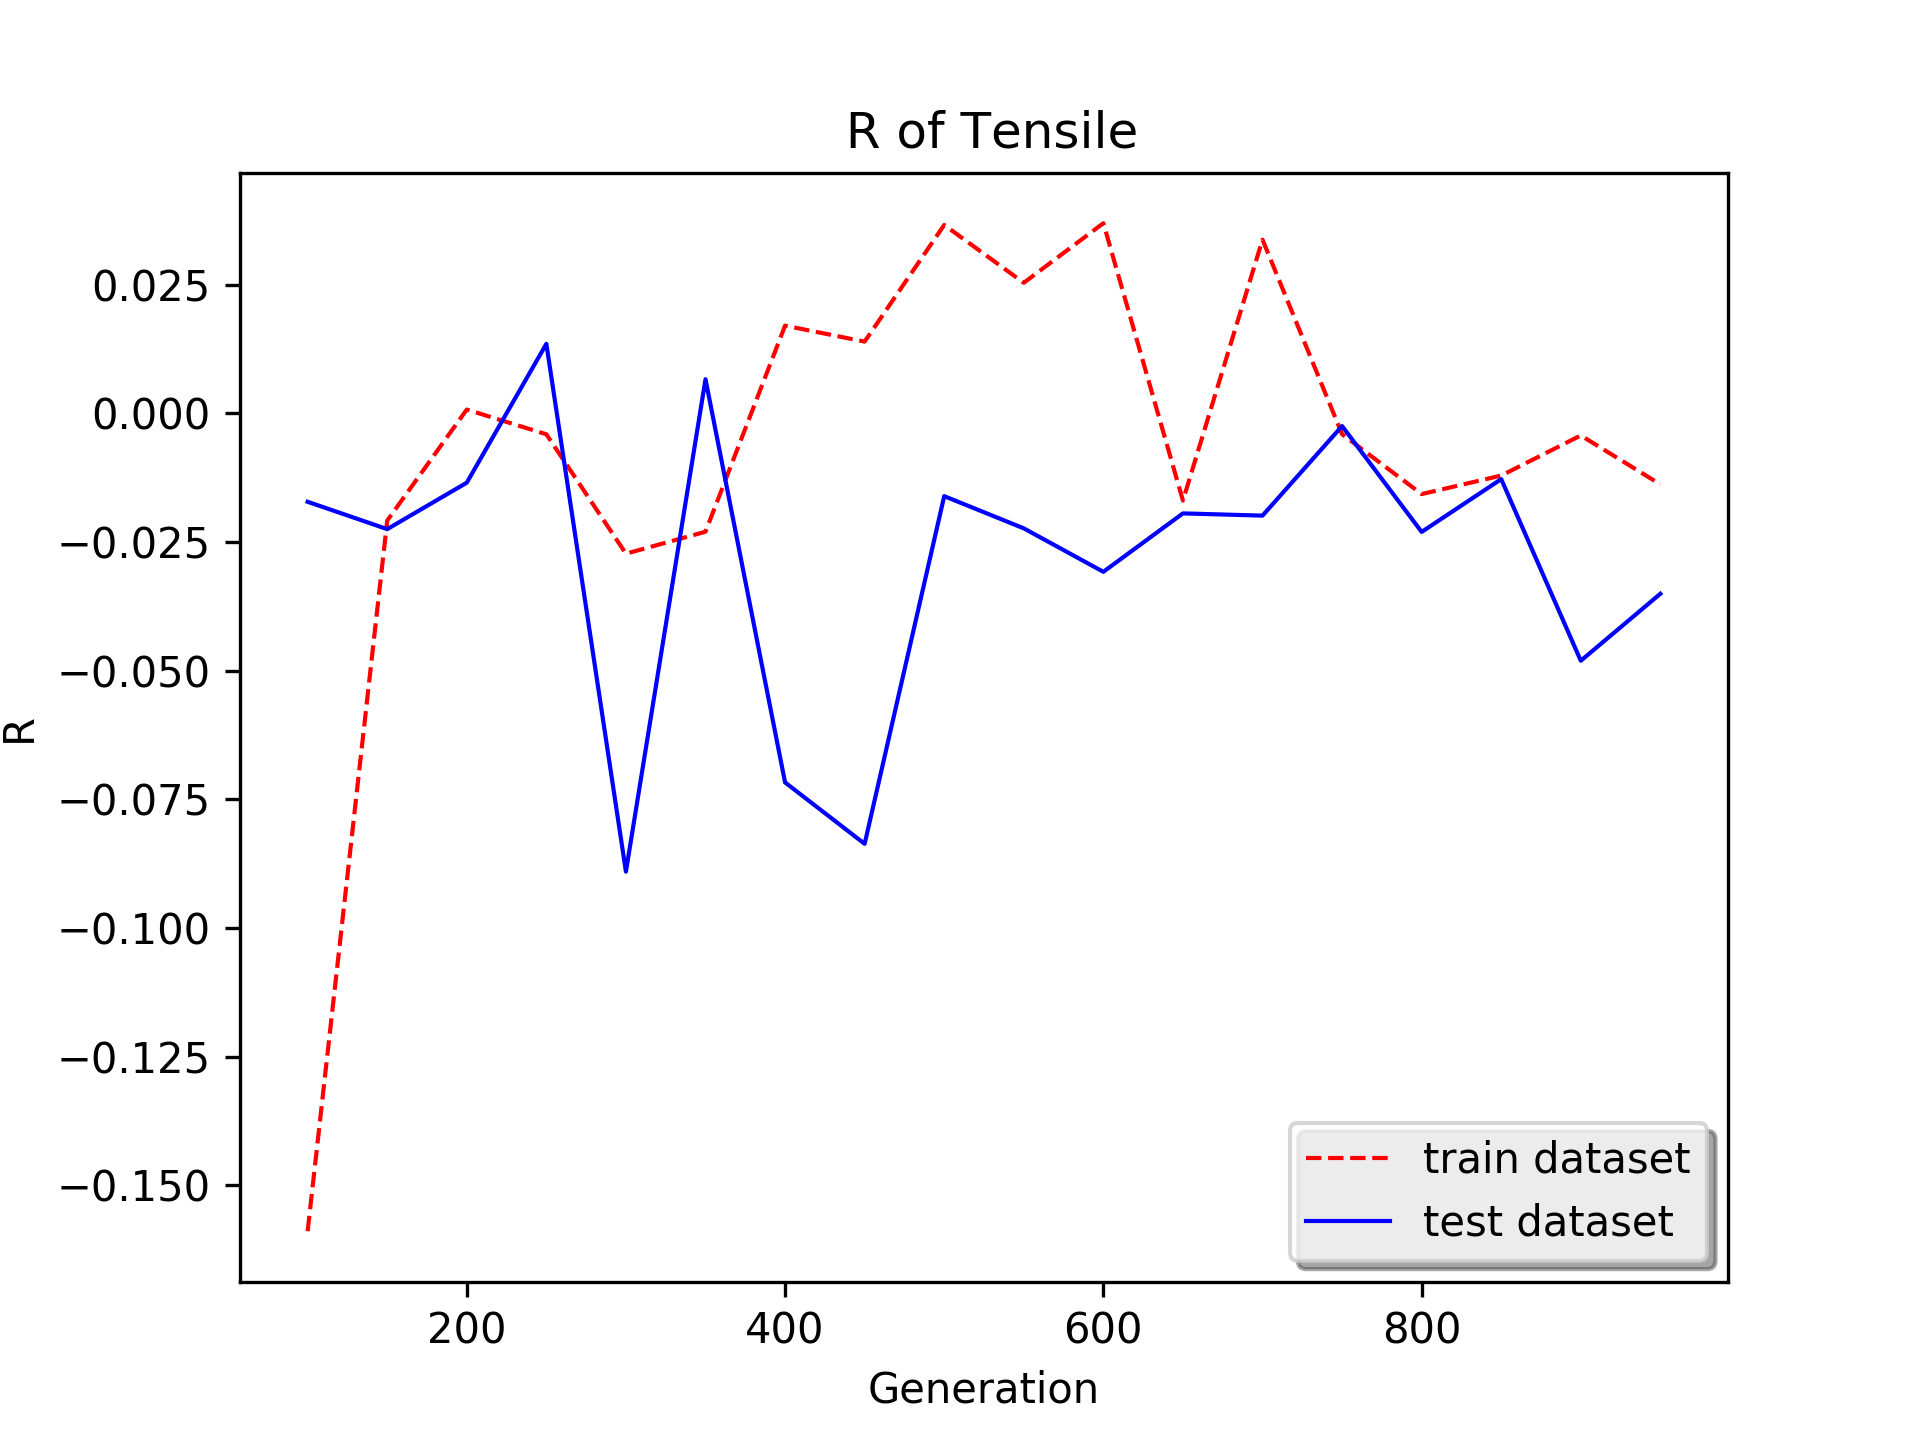 R of Tensile
0.025
0.000
−0.025
−0.050
−0.075
−0.100
−0.125
−0.150
R
train dataset
test dataset
200 400 600 800
Generation